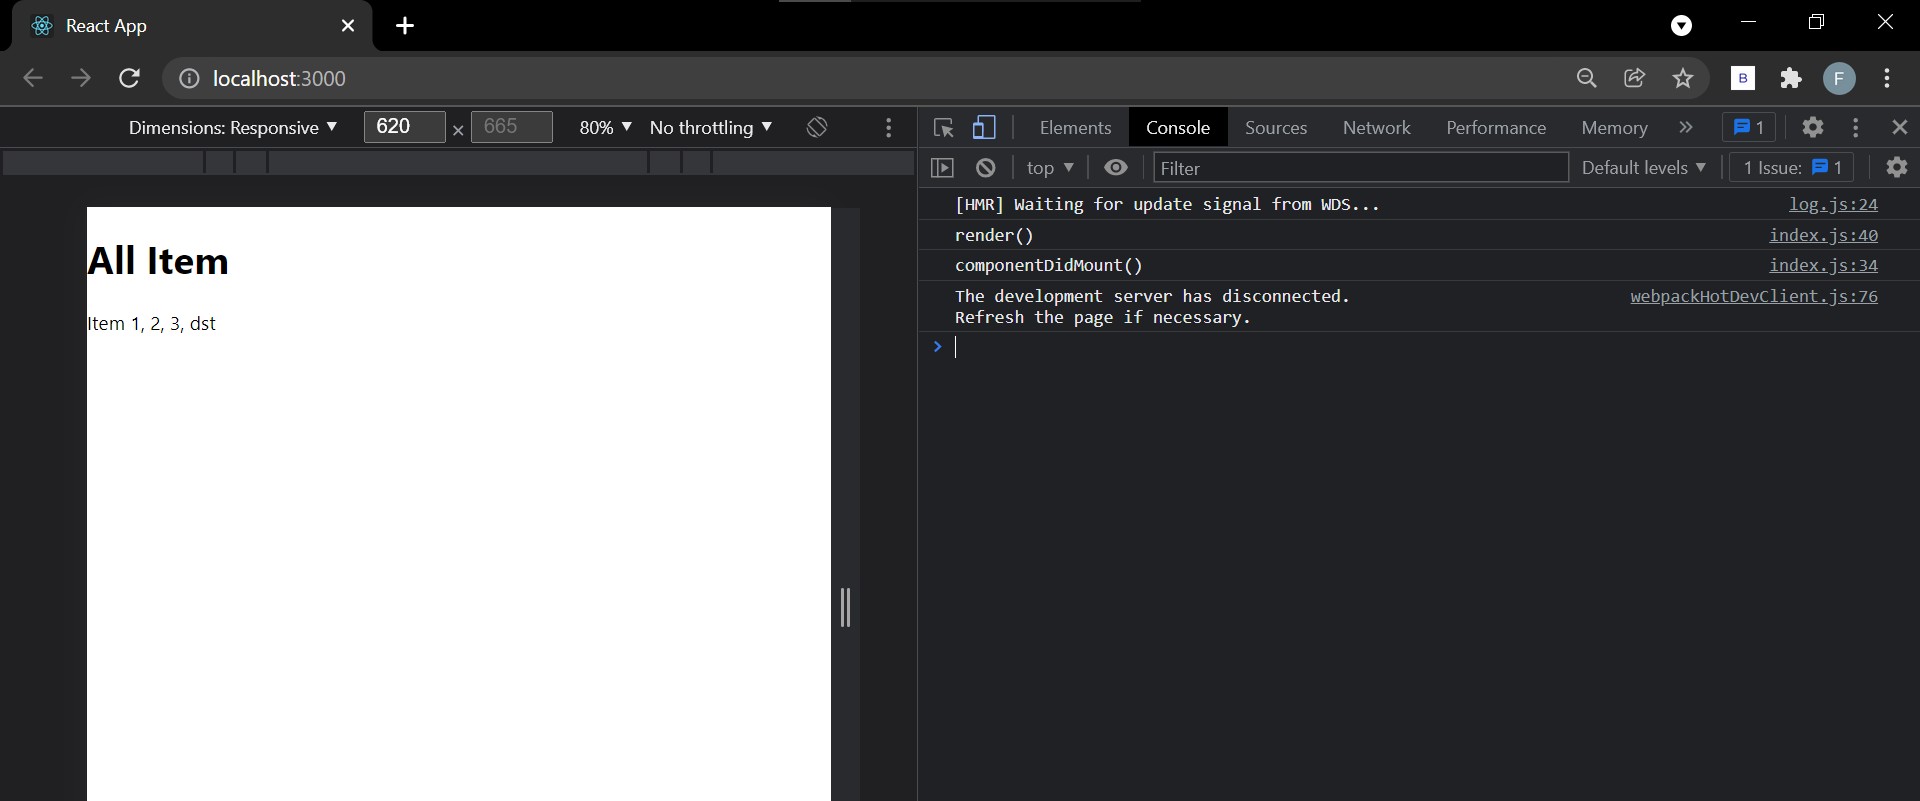 React App
localhost:3000
B
F
Dimensions: Responsive 620 × 665 80% No throttling
Elements Console Sources Network Performance Memory 1
top Filter Default levels 1 Issue: 1
All Item
Item 1, 2, 3, dst
[HMR] Waiting for update signal from WDS... log.js:24
render() index.js:40
componentDidMount() index.js:34
The development server has disconnected. webpackHotDevClient.js:76
Refresh the page if necessary.